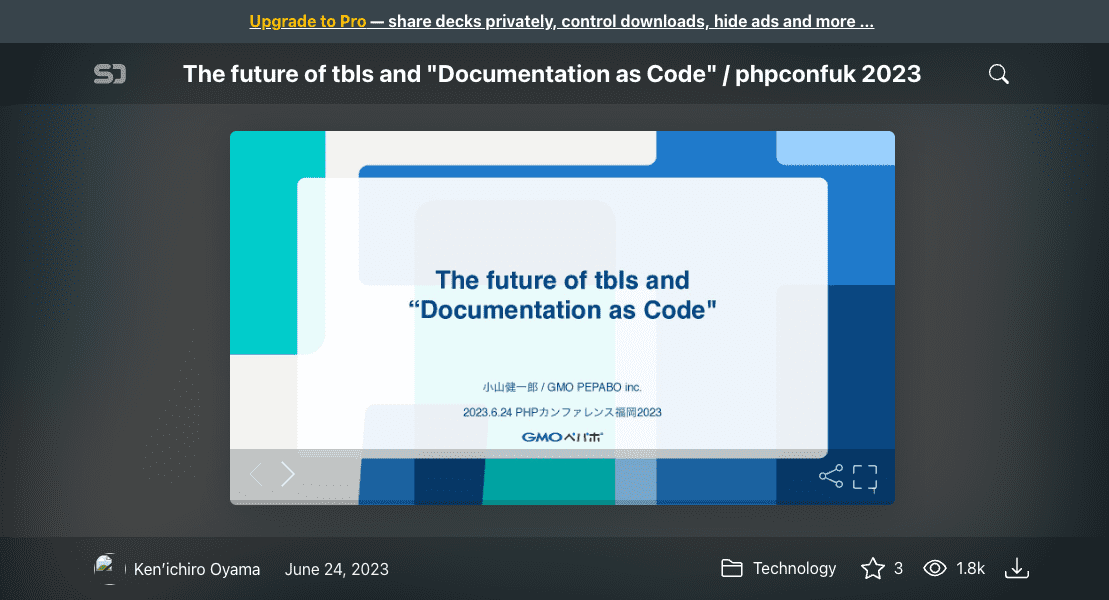 Upgrade to Pro — share decks privately, control downloads, hide ads and more ...
SD
The future of tbls and "Documentation as Code" / phpconfuk 2023
The future of tbls and
“Documentation as Code"
小山健一郎 / GMO PEPABO inc.
2023.6.24 PHPカンファレンス福岡2023
GMOペパボ
Ken’ichiro Oyama
June 24, 2023
Technology
3
1.8k